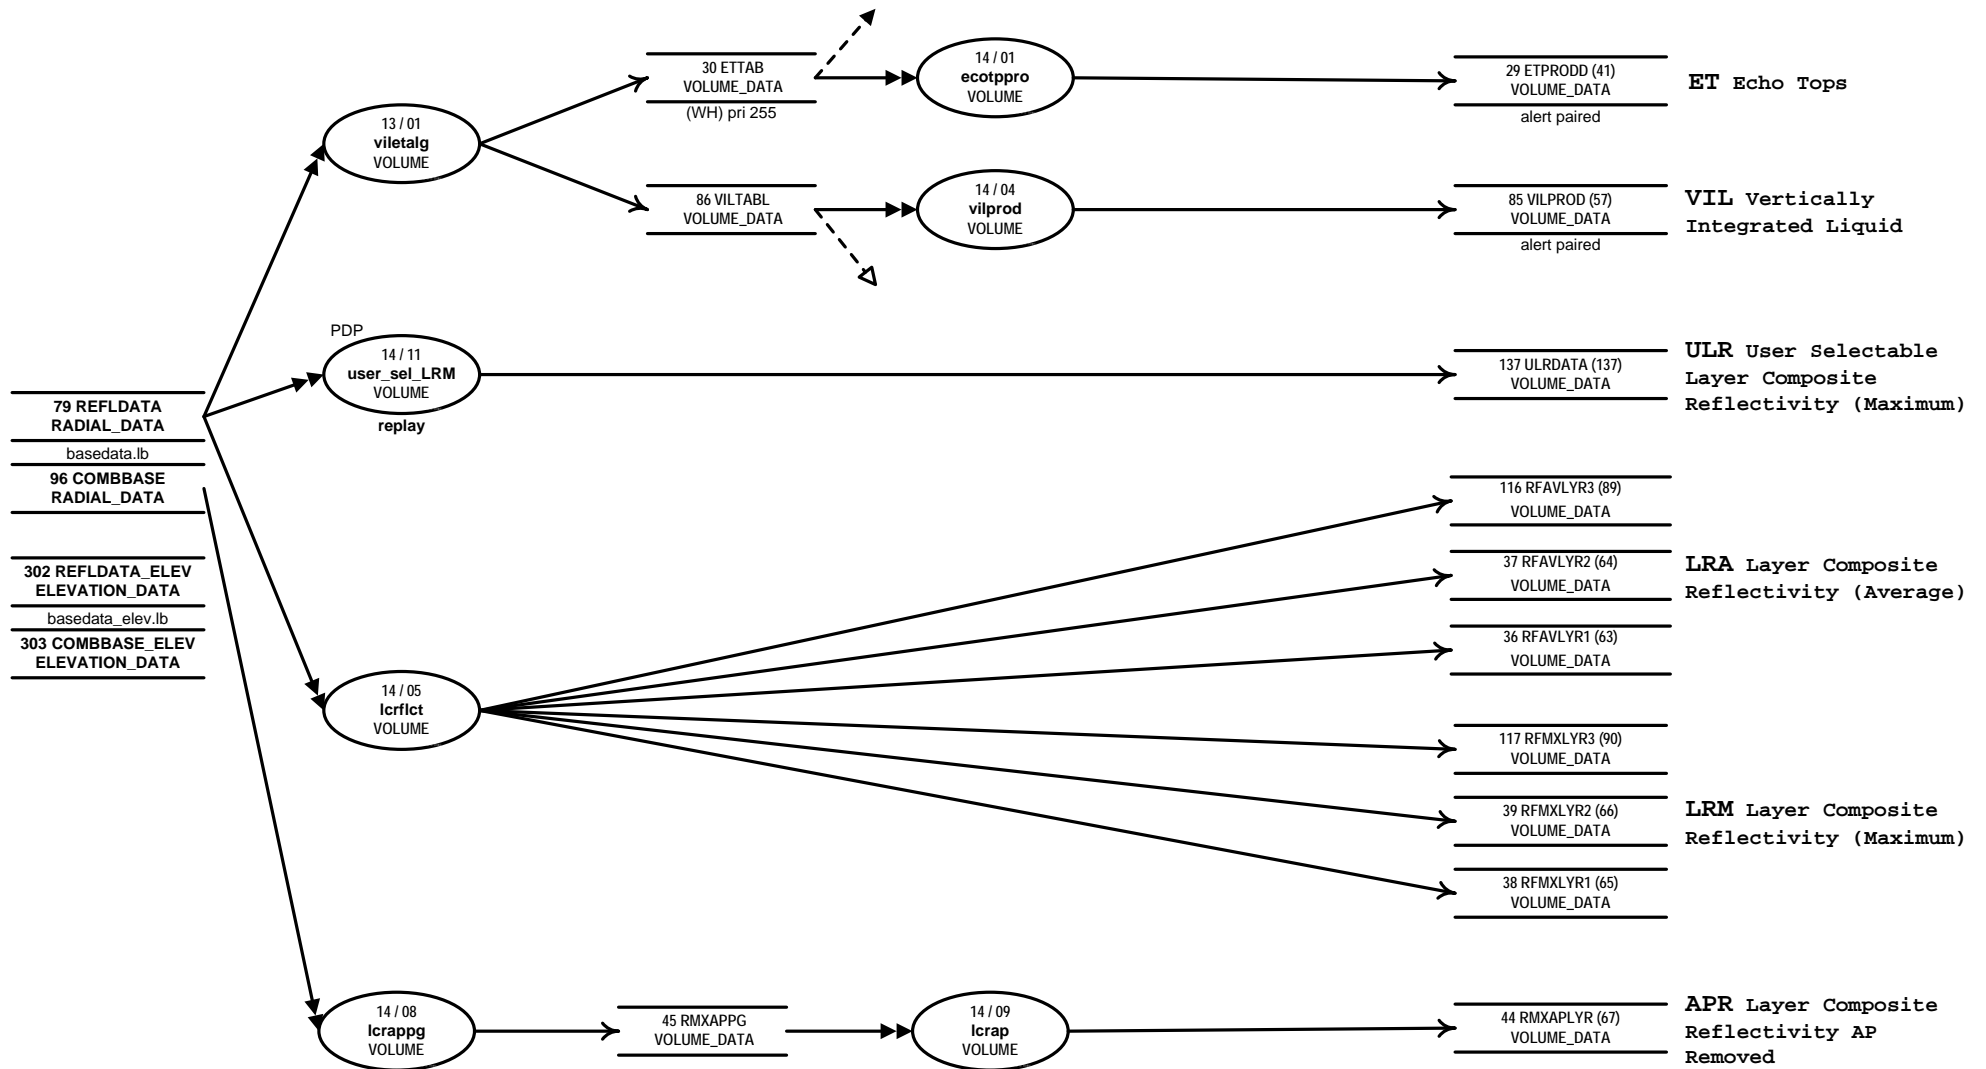 30 ETTAB
VOLUME_DATA
(WH) pri 255
14 / 01
ecotppro
VOLUME
29 ETPRODD (41)
VOLUME_DATA
alert paired
ET Echo Tops
13 / 01
viletalg
VOLUME
86 VILTABL
VOLUME_DATA
14 / 04
vilprod
VOLUME
85 VILPROD (57)
VOLUME_DATA
alert paired
VIL Vertically
Integrated Liquid
PDP
14 / 11
user_sel_LRM
VOLUME
replay
137 ULRDATA (137)
VOLUME_DATA
ULR User Selectable
Layer Composite
Reflectivity (Maximum)
79 REFLDATA
RADIAL_DATA
basedata.lb
96 COMBBASE
RADIAL_DATA
302 REFLDATA_ELEV
ELEVATION_DATA
basedata_elev.lb
303 COMBBASE_ELEV
ELEVATION_DATA
116 RFAVLYR3 (89)
VOLUME_DATA
37 RFAVLYR2 (64)
VOLUME_DATA
LRA Layer Composite
Reflectivity (Average)
36 RFAVLYR1 (63)
VOLUME_DATA
14 / 05
lcrflct
VOLUME
117 RFMXLYR3 (90)
VOLUME_DATA
39 RFMXLYR2 (66)
VOLUME_DATA
LRM Layer Composite
Reflectivity (Maximum)
38 RFMXLYR1 (65)
VOLUME_DATA
14 / 08
lcrappg
VOLUME
45 RMXAPPG
VOLUME_DATA
14 / 09
lcrap
VOLUME
44 RMXAPLYR (67)
VOLUME_DATA
APR Layer Composite
Reflectivity AP
Removed